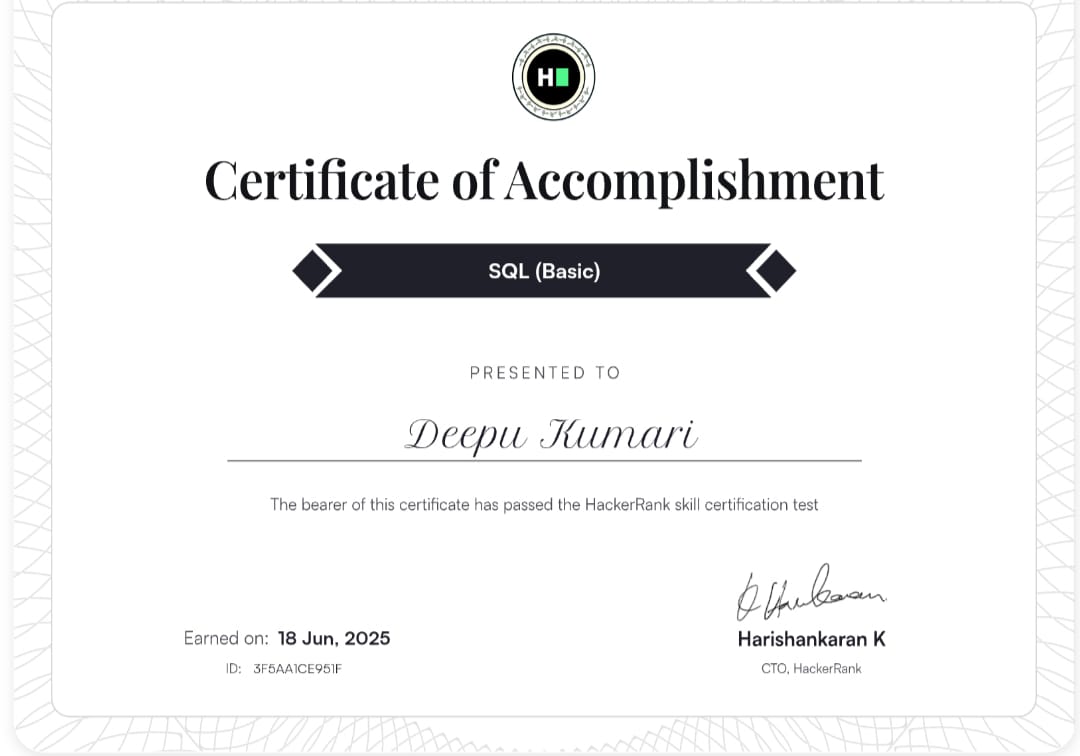 H
Certificate of Accomplishment
SQL (Basic)
PRESENTED TO
Deepu Kumari
The bearer of this certificate has passed the HackerRank skill certification test
Earned on: 18 Jun, 2025
ID: 3F5AA1CE951F
Harishankaran K
CTO, HackerRank